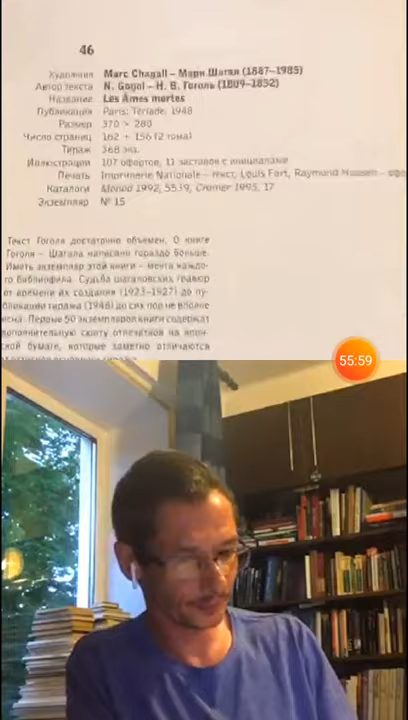 46
Художник Marc Chagall – Марк Шагал (1887–1985)
Автор текста N. Gogol – Н. В. Гоголь (1809–1852)
Название Les Âmes mortes
Публикация Paris: Teriade, 1948
Размер 370 × 280
Число страниц 162 + 156 (2 тома)
Тираж 368 экз.
Иллюстрации 107 офортов, 11 заставок с инициалами
Печать Imprimerie Nationale – текст, Louis Fort, Raymond
Каталоги Monod 1992, 5539, Cramer 1995, 17
Экземпляр № 15
Текст Гоголя достаточно объемен. О книге
Гоголя – Шагала написано гораздо больше.
Иметь экземпляр этой книги – мечта каждо-
го библиофила. Судьба шагаловских гравюр
от времени их создания (1923–1927) до пу-
бликации тиража (1948) до сих пор не вполне
ясна. Первые 50 экземпляров книги содержат
дополнительную сюиту отпечатков на япон-
ской бумаге, которые заметно отличаются
55:59